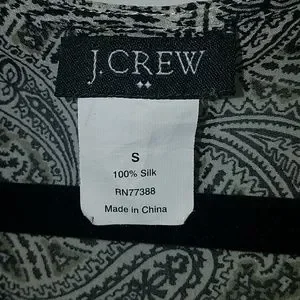 J.CREW
S
100% Silk
RN77388
Made in China